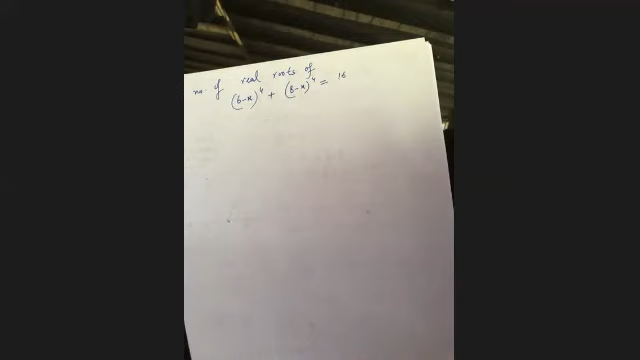 no. of real roots of
(6-x)⁴ + (8-x)⁴ = 16